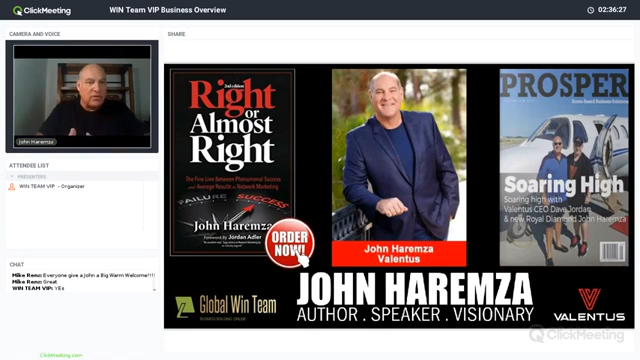 ClickMeeting
WIN Team VIP Business Overview
02:36:27
CAMERA AND VOICE
John Haremza
ATTENDEE LIST
PRESENTERS
WIN TEAM VIP - Organizer
CHAT
Mike Renz: Everyone give a John a Big Warm Welcome!!!!
Mike Renz: Great
WIN TEAM VIP: YEs
ClickMeeting.com
SHARE
2nd edition
Right
or
Almost
Right
The Fine Line Between Phenomenal Success
and Average Results in Network Marketing
FAILURE
SUCCESS
John Haremza
Foreword by Jordan Adler
ORDER
NOW!
John Haremza
Valentus
PROSPER
Soaring High
Soaring high with
Valentus CEO Dave Jordan
& new Royal Diamond John Haremza
Global Win Team
BUSINESS BUILDING ONLINE
JOHN HAREMZA
AUTHOR . SPEAKER . VISIONARY
VALENTUS
ClickMeeting